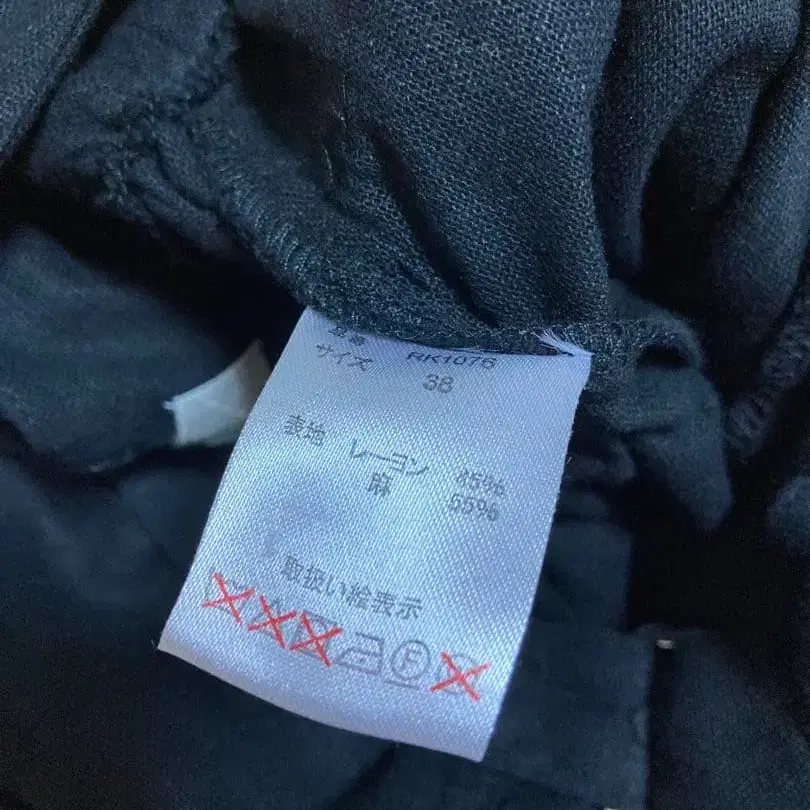 品番 RK1076
サイズ 38
表地 レーヨン 45%
麻 55%
取扱い絵表示
F